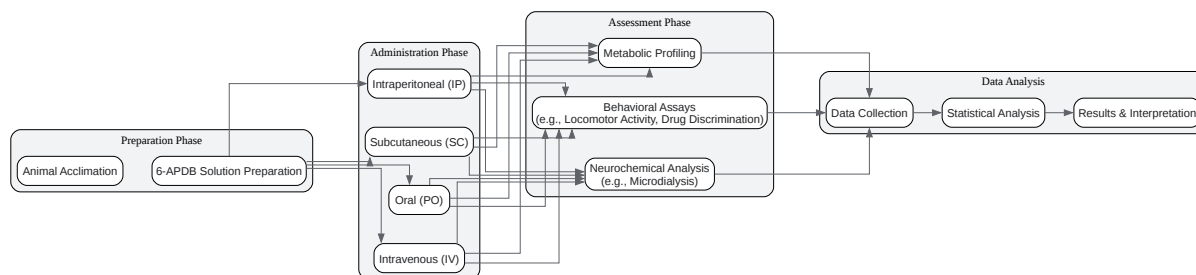 Preparation Phase
Animal Acclimation
6-APDB Solution Preparation
Administration Phase
Intraperitoneal (IP)
Subcutaneous (SC)
Oral (PO)
Intravenous (IV)
Assessment Phase
Metabolic Profiling
Behavioral Assays
(e.g., Locomotor Activity, Drug Discrimination)
Neurochemical Analysis
(e.g., Microdialysis)
Data Analysis
Data Collection
Statistical Analysis
Results & Interpretation